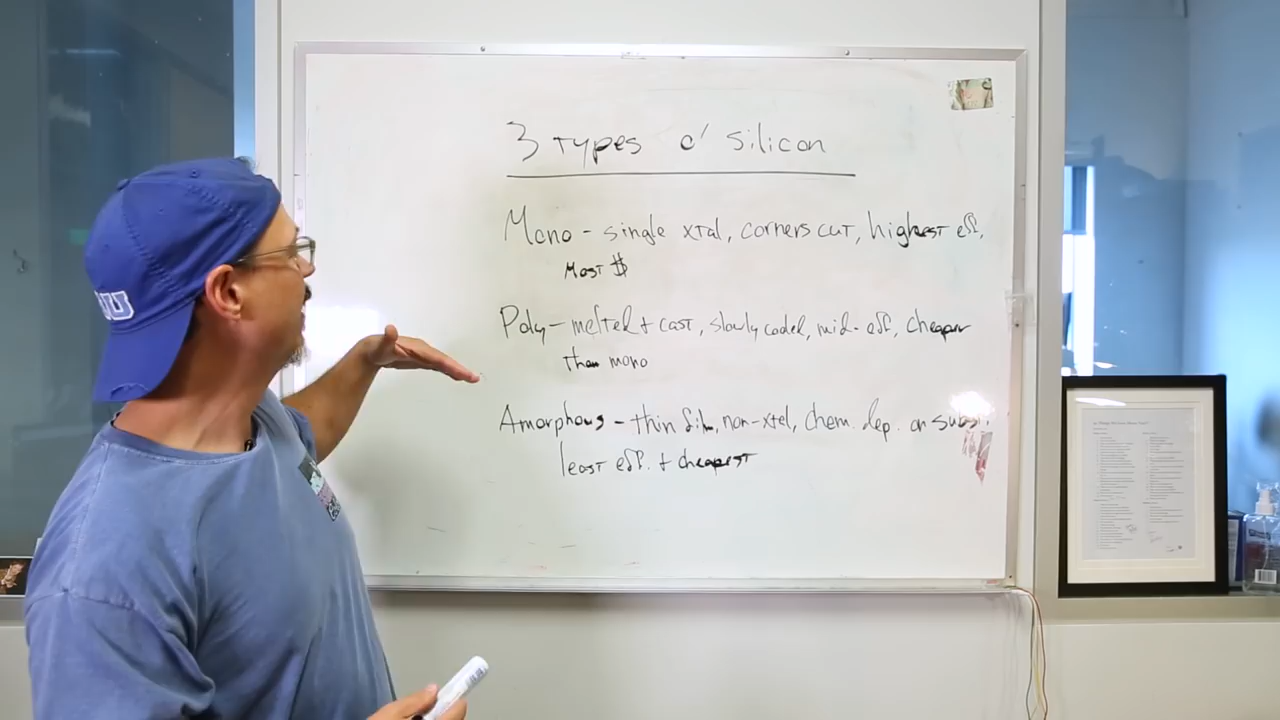 3 types o' silicon
Mono - single xtal, corners cut, highest eff,
Most $
Poly - melted + cast, slowly cooled, mid-eff, cheaper
than mono
Amorphous - thin film, non-xtal, chem. dep. on subst.
least eff. + cheapest